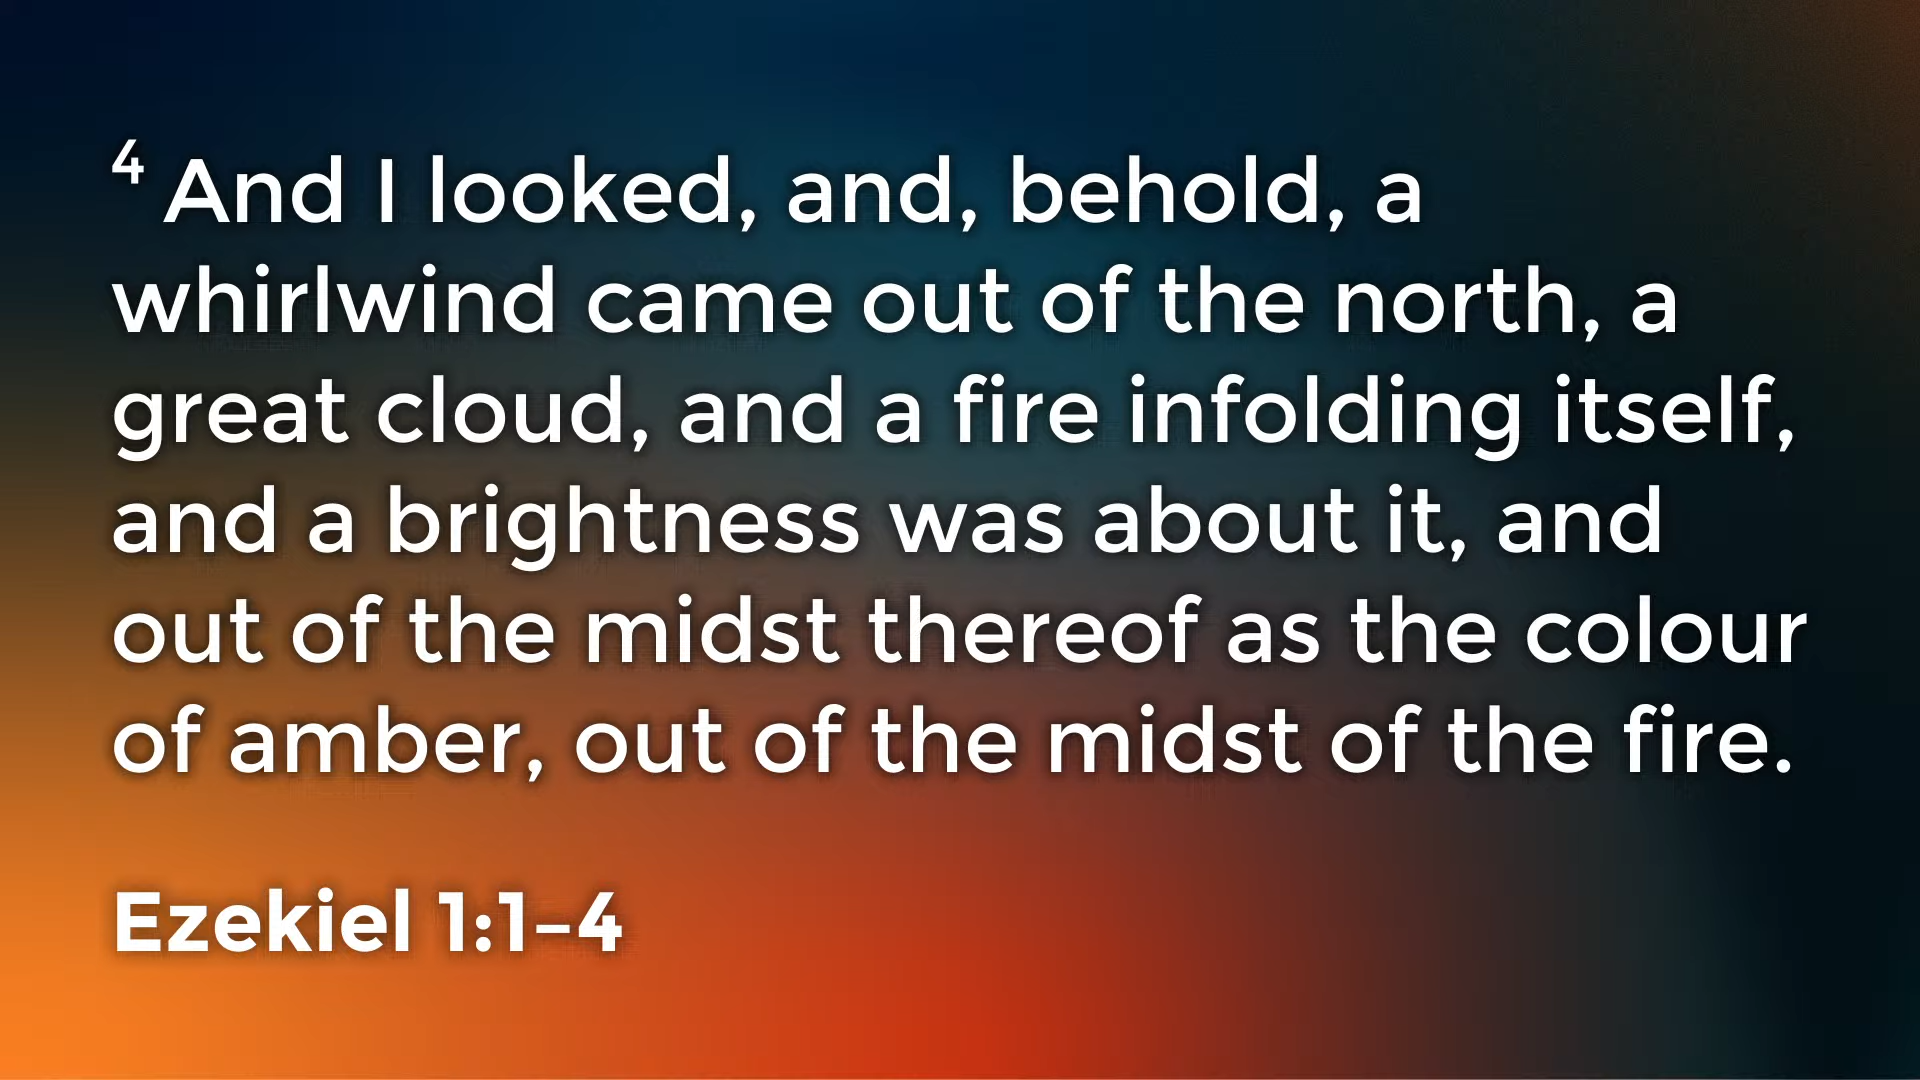 4 And I looked, and, behold, a
whirlwind came out of the north, a
great cloud, and a fire infolding itself,
and a brightness was about it, and
out of the midst thereof as the colour
of amber, out of the midst of the fire.
Ezekiel 1:1–4